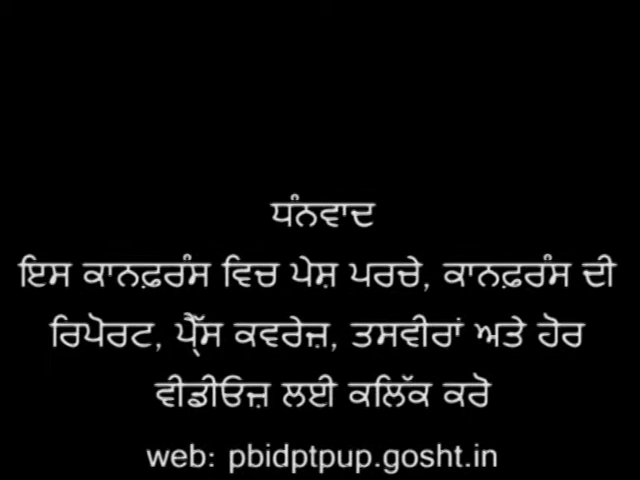 ਧੰਨਵਾਦ
ਇਸ ਕਾਨਫ਼ਰੰਸ ਵਿਚ ਪੇਸ਼ ਪਰਚੇ, ਕਾਨਫ਼ਰੰਸ ਦੀ
ਰਿਪੋਰਟ, ਪ੍ਰੈੱਸ ਕਵਰੇਜ਼, ਤਸਵੀਰਾਂ ਅਤੇ ਹੋਰ
ਵੀਡੀਓਜ਼ ਲਈ ਕਲਿੱਕ ਕਰੋ
web: pbidptpup.gosht.in